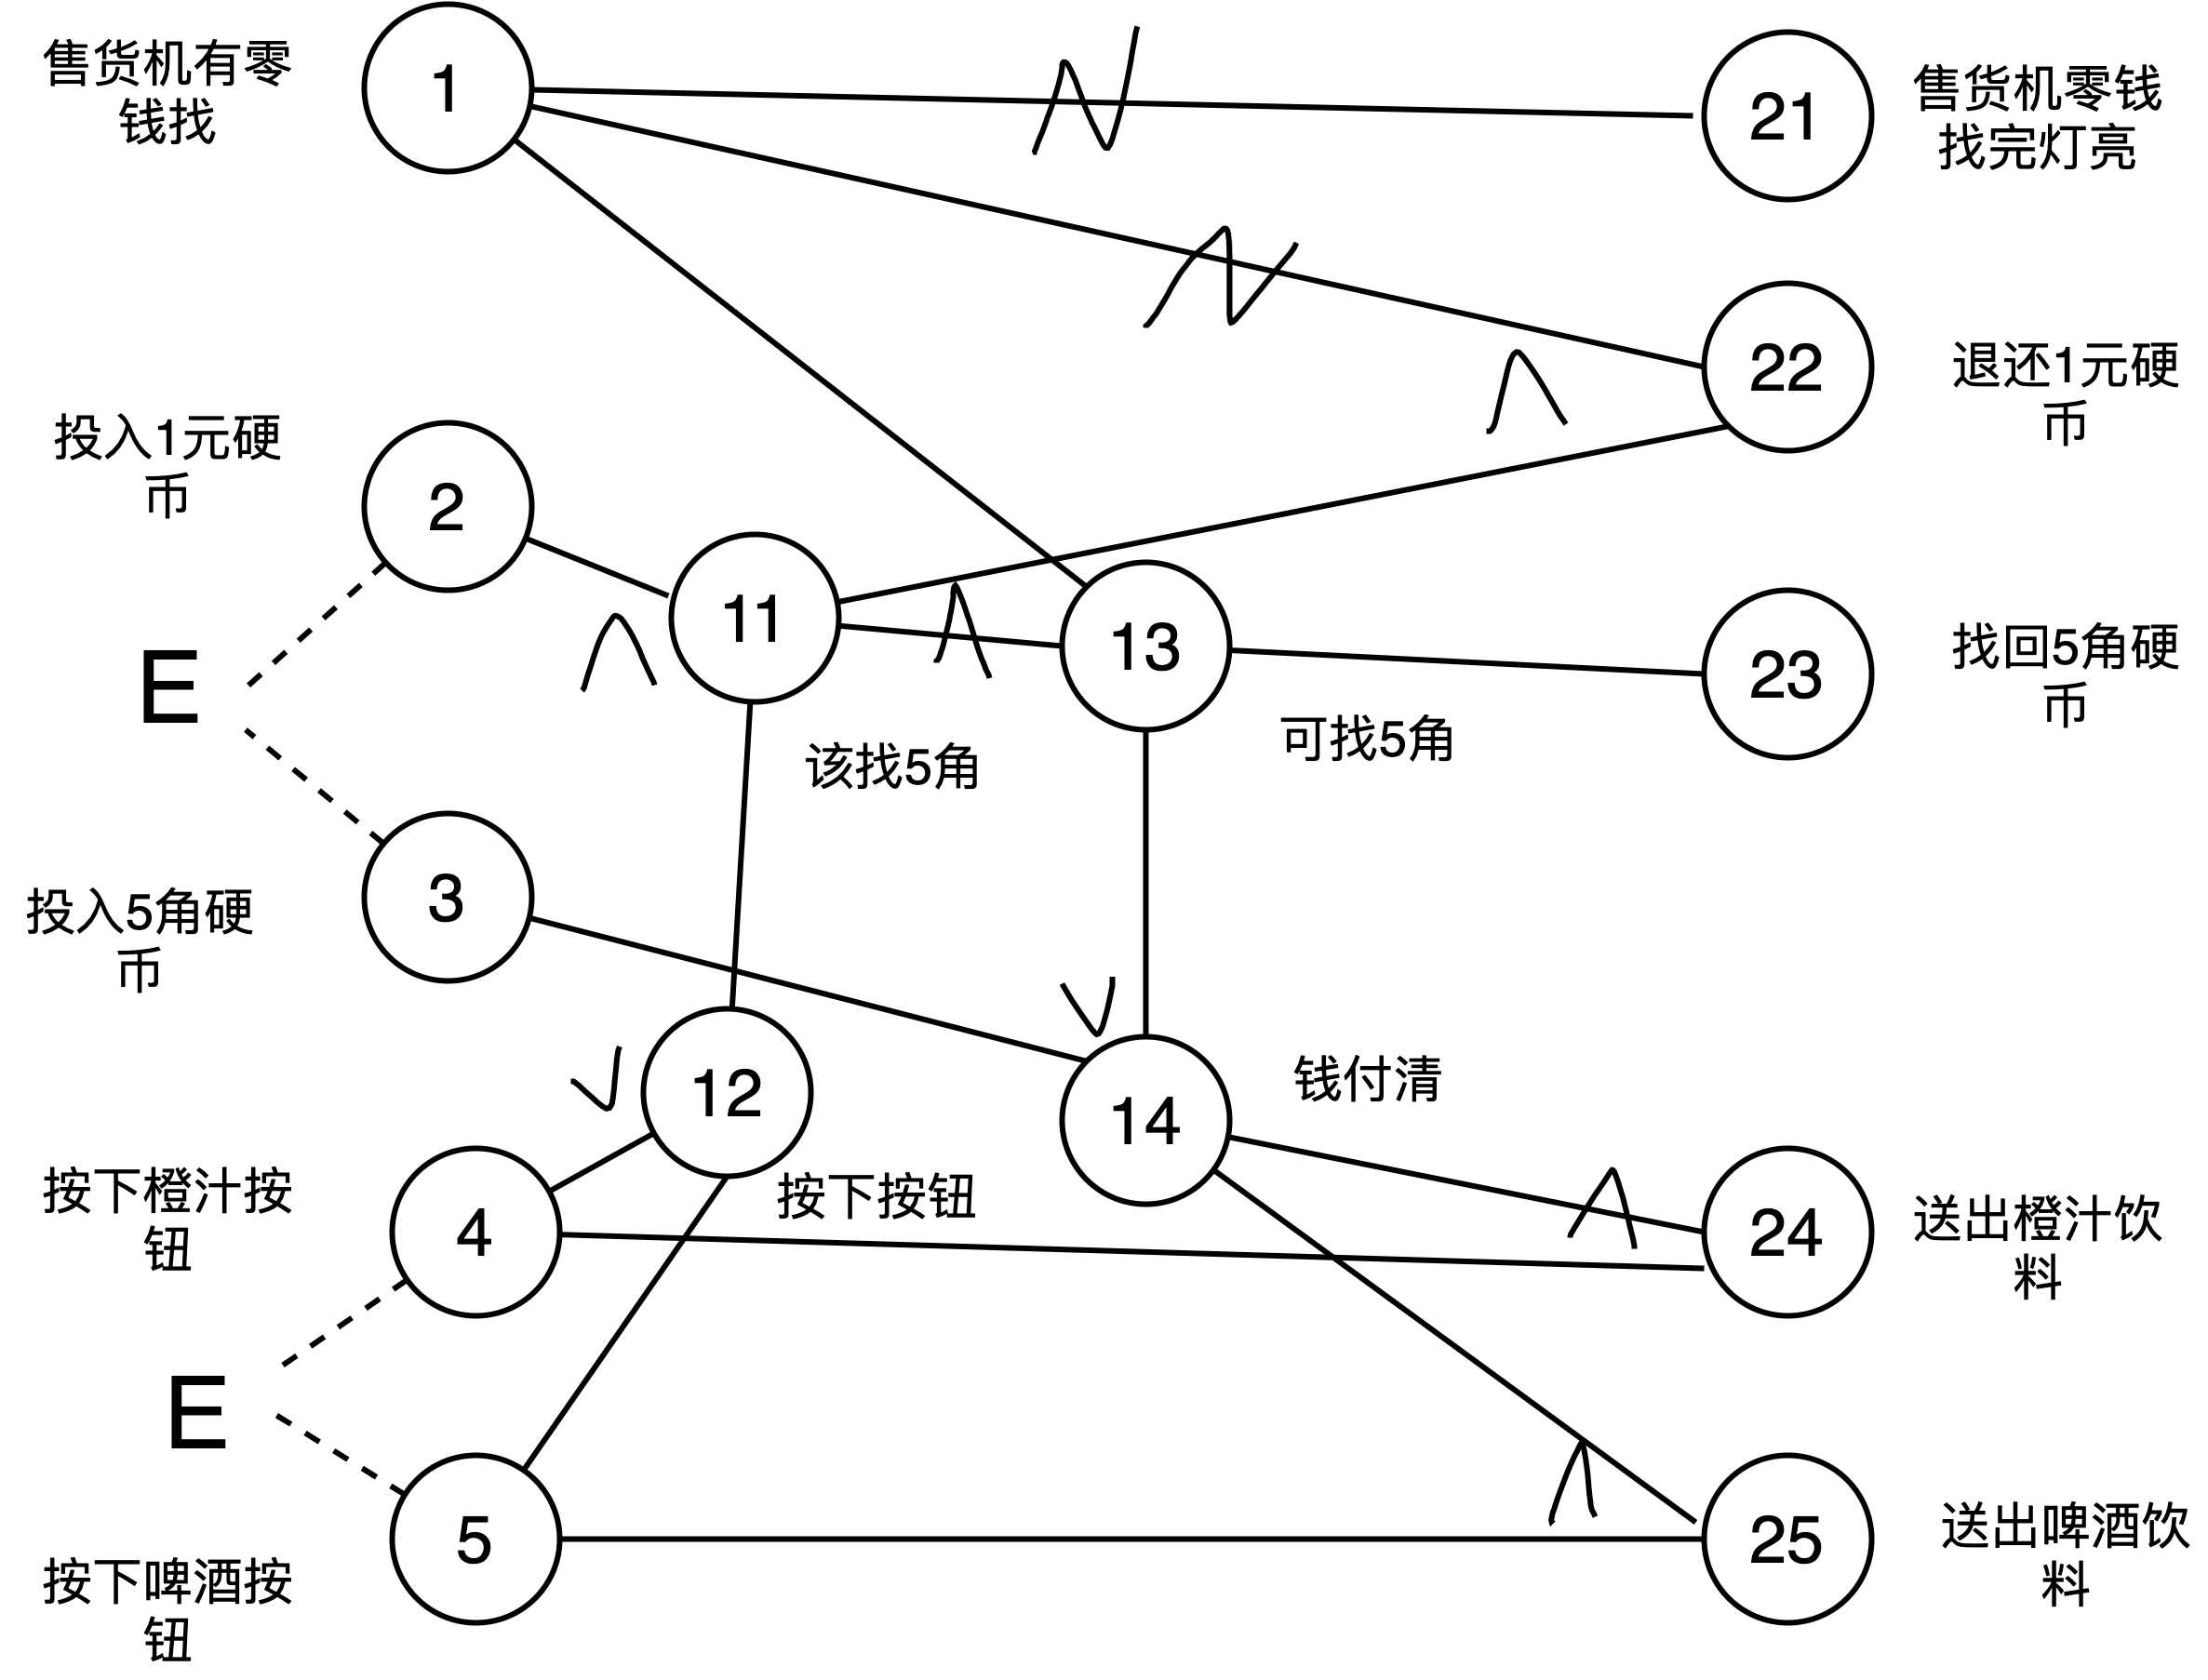 售货机有零
钱找
1
21
售货机零钱
找完灯亮
22
退还1元硬
币
投入1元硬
币
2
11
13
23
找回5角硬
币
E
该找5角
可找5角
3
投入5角硬
币
12
14
钱付清
按下橙汁按
钮
4
按下按钮
24
送出橙汁饮
料
E
5
25
送出啤酒饮
料
按下啤酒按
钮